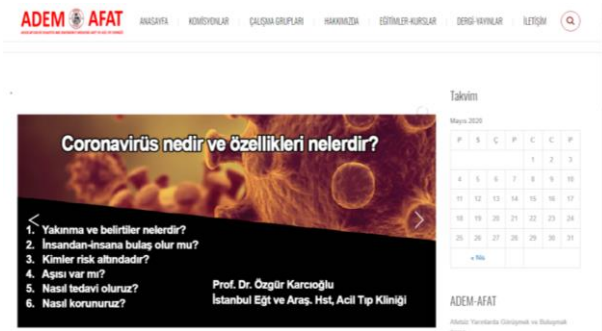 ADEM AFAT
ANASAYFA
KOMİSYONLAR
ÇALIŞMA GRUPLARI
HAKKIMIZDA
EĞİTİMLER-KURSLAR
DERGİ-YAYINLAR
İLETİŞİM
Coronavirüs nedir ve özellikleri nelerdir?
1. Yakınma ve belirtiler nelerdir?
2. İnsandan-insana bulaş olur mu?
3. Kimler risk altındadır?
4. Aşısı var mı?
5. Nasıl tedavi oluruz?
6. Nasıl korunuruz?
Prof. Dr. Özgür Karcıoğlu
İstanbul Eğt ve Araş. Hst, Acil Tıp Kliniği
Takvim
Mayıs 2020
P S Ç P C C P
1 2 3
4 5 6 7 8 9 10
11 12 13 14 15 16 17
18 19 20 21 22 23 24
25 26 27 28 29 30 31
« Nis
ADEM-AFAT
Afetzir Yarınlarda Görüşmek ve Buluşmak